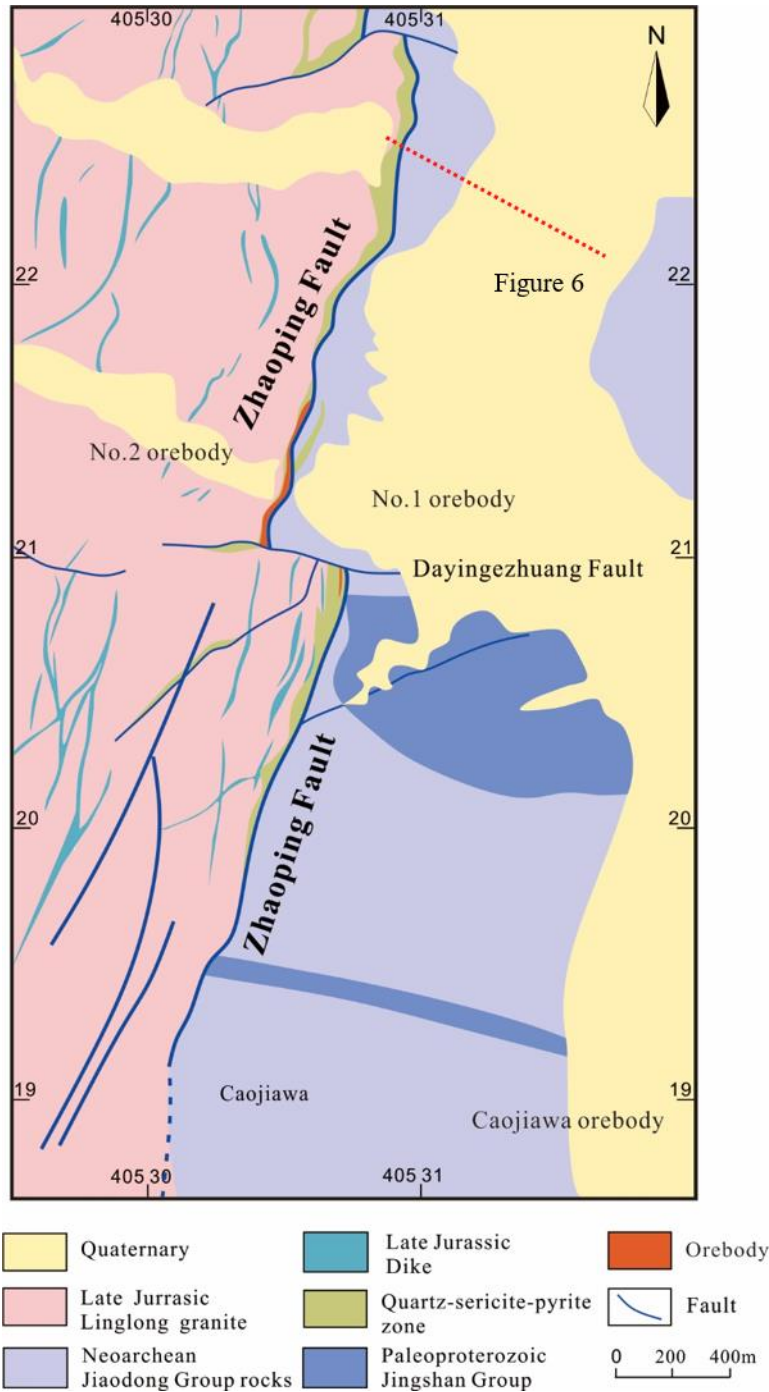 405 30
405 31
N
22
22
Figure 6
Zhaoping Fault
No.2 orebody
No.1 orebody
21
21
Dayingezhuang Fault
20
20
Zhaoping Fault
19
19
Caojiawa
Caojiawa orebody
405 30
405 31
Quaternary
Late Jurassic
Dike
Orebody
Late Jurrasic
Linglong granite
Quartz-sericite-pyrite
zone
Fault
Neoarchean
Jiaodong Group rocks
Paleoproterozoic
Jingshan Group
0 200 400m